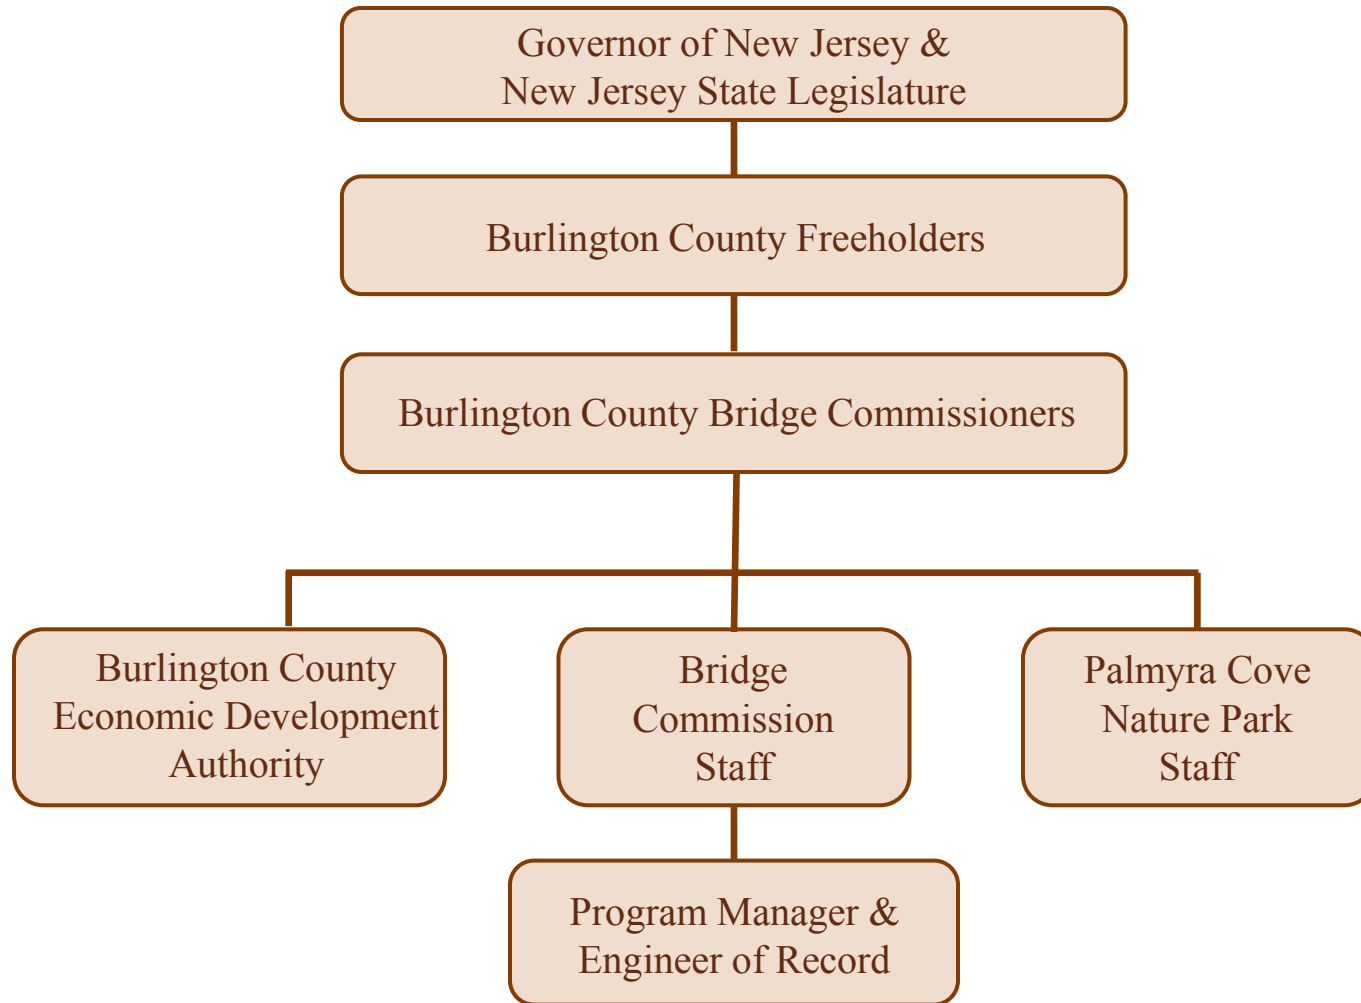 Governor of New Jersey &
New Jersey State Legislature
Burlington County Freeholders
Burlington County Bridge Commissioners
Burlington County
Economic Development
Authority
Bridge
Commission
Staff
Palmyra Cove
Nature Park
Staff
Program Manager &
Engineer of Record